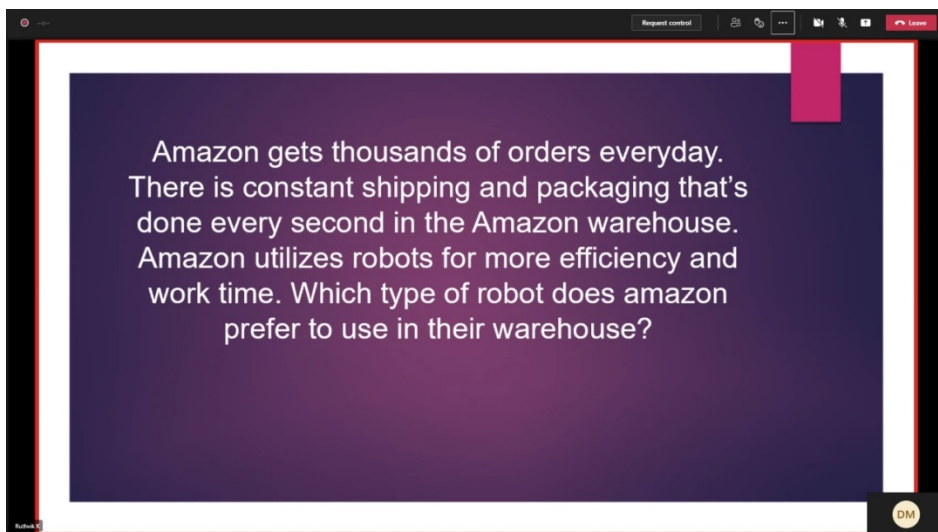 Request control
Leave
Amazon gets thousands of orders everyday.
There is constant shipping and packaging that's
done every second in the Amazon warehouse.
Amazon utilizes robots for more efficiency and
work time. Which type of robot does amazon
prefer to use in their warehouse?
Ruthwik K
DM